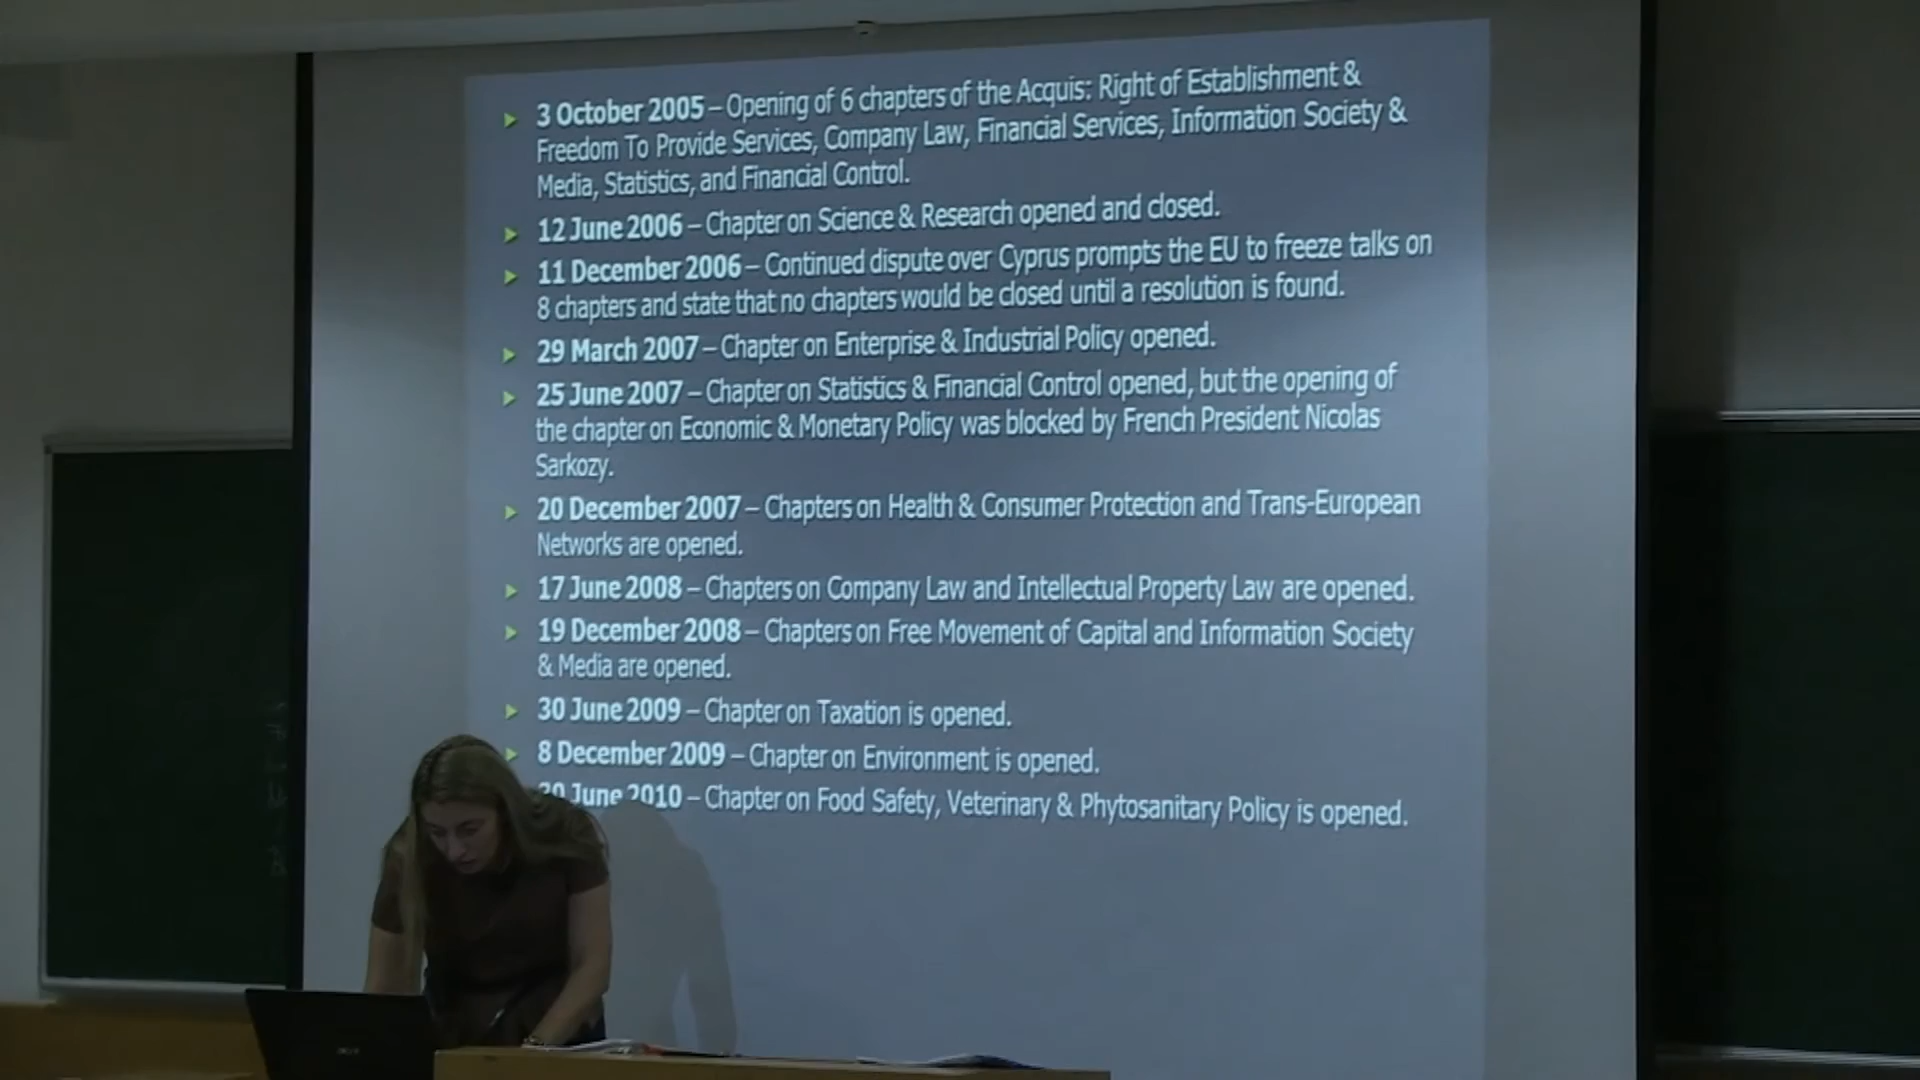 3 October 2005 – Opening of 6 chapters of the Acquis: Right of Establishment &
Freedom To Provide Services, Company Law, Financial Services, Information Society &
Media, Statistics, and Financial Control.
12 June 2006 – Chapter on Science & Research opened and closed.
11 December 2006 – Continued dispute over Cyprus prompts the EU to freeze talks on
8 chapters and state that no chapters would be closed until a resolution is found.
29 March 2007 – Chapter on Enterprise & Industrial Policy opened.
25 June 2007 – Chapter on Statistics & Financial Control opened, but the opening of
the chapter on Economic & Monetary Policy was blocked by French President Nicolas
Sarkozy.
20 December 2007 – Chapters on Health & Consumer Protection and Trans-European
Networks are opened.
17 June 2008 – Chapters on Company Law and Intellectual Property Law are opened.
19 December 2008 – Chapters on Free Movement of Capital and Information Society
& Media are opened.
30 June 2009 – Chapter on Taxation is opened.
8 December 2009 – Chapter on Environment is opened.
30 June 2010 – Chapter on Food Safety, Veterinary & Phytosanitary Policy is opened.
acer